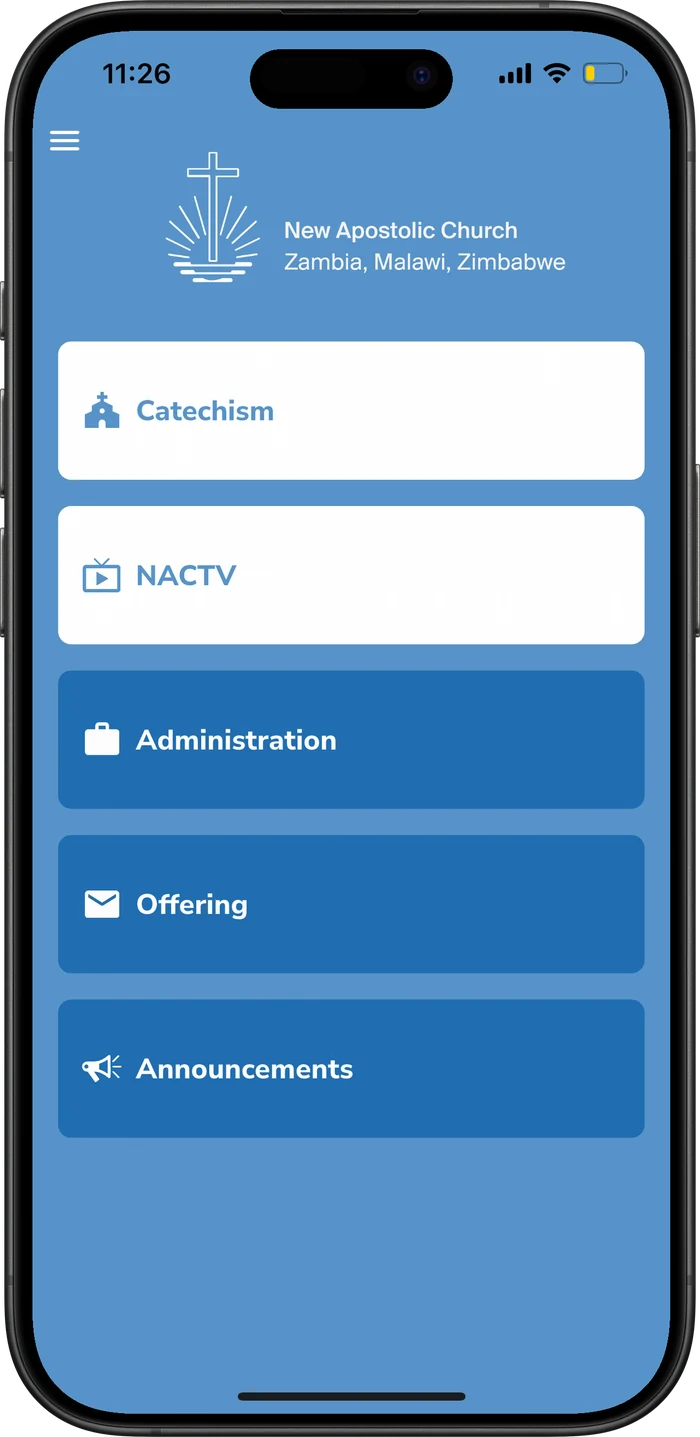 11:26
New Apostolic Church
Zambia, Malawi, Zimbabwe
Catechism
NACTV
Administration
Offering
Announcements